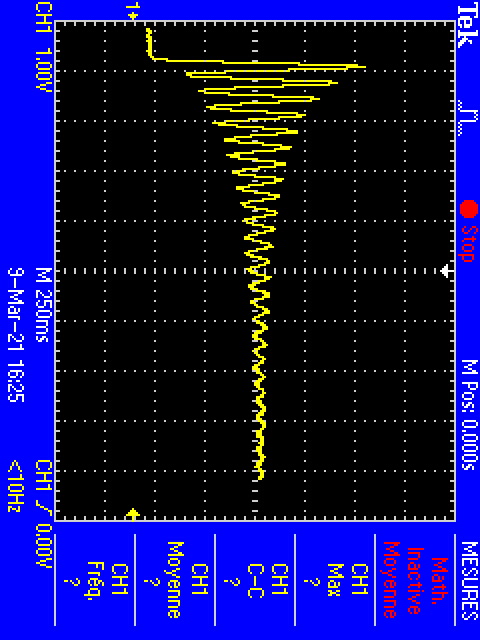 Tek
Stop
M Pos: 0.000s
MESURES
Math.
Inactive
Moyenne
CH1
Max
?
CH1
C-C
?
CH1
Moyenne
?
CH1
Fréq.
?
1
CH1 1.00V
M 250ms
CH1 / 0.00V
9-Mar-21 16:25
<10Hz